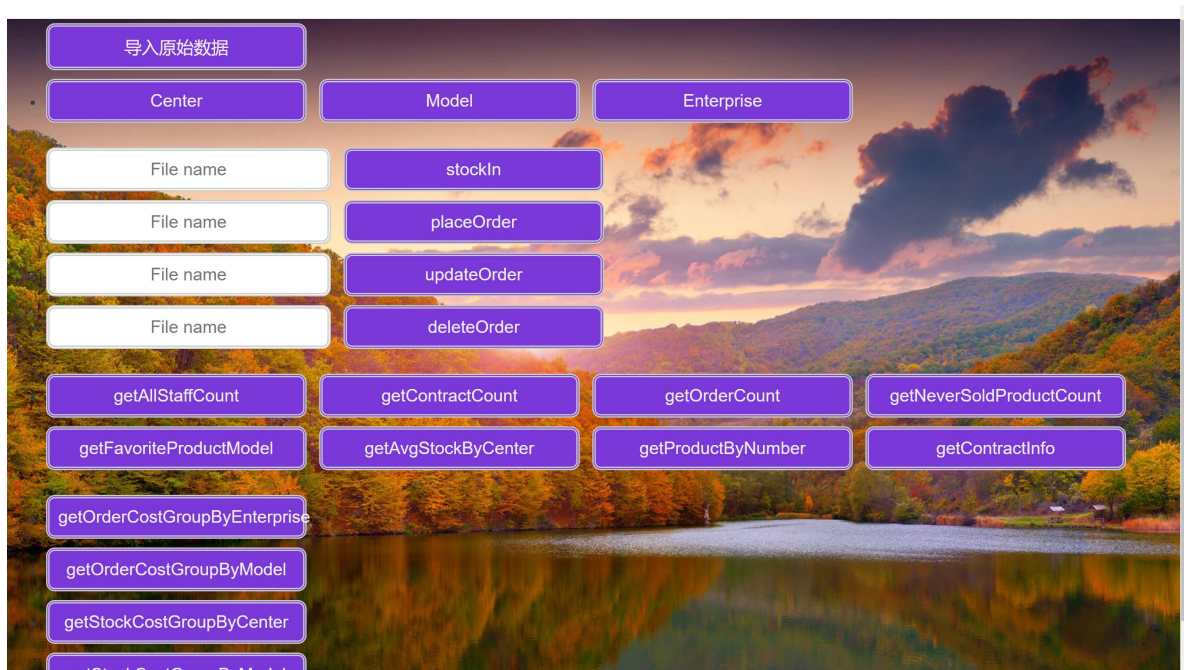 导入原始数据
Center Model Enterprise
File name stockIn
File name placeOrder
File name updateOrder
File name deleteOrder
getAllStaffCount getContractCount getOrderCount getNeverSoldProductCount
getFavoriteProductModel getAvgStockByCenter getProductByNumber getContractInfo
getOrderCostGroupByEnterprise
getOrderCostGroupByModel
getStockCostGroupByCenter